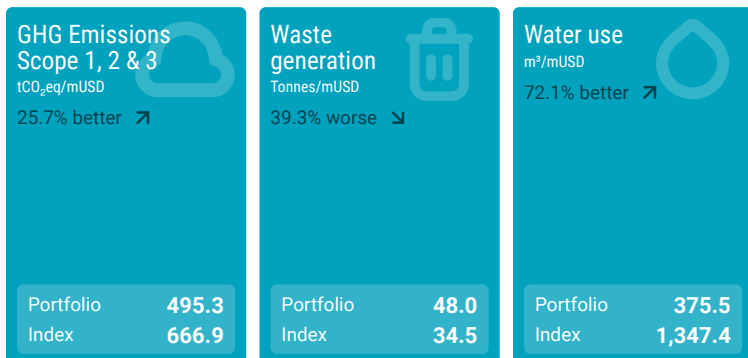 GHG Emissions
Scope 1, 2 & 3
tCO₂eq/mUSD
25.7% better
Portfolio 495.3
Index 666.9
Waste
generation
Tonnes/mUSD
39.3% worse
Portfolio 48.0
Index 34.5
Water use
m³/mUSD
72.1% better
Portfolio 375.5
Index 1,347.4